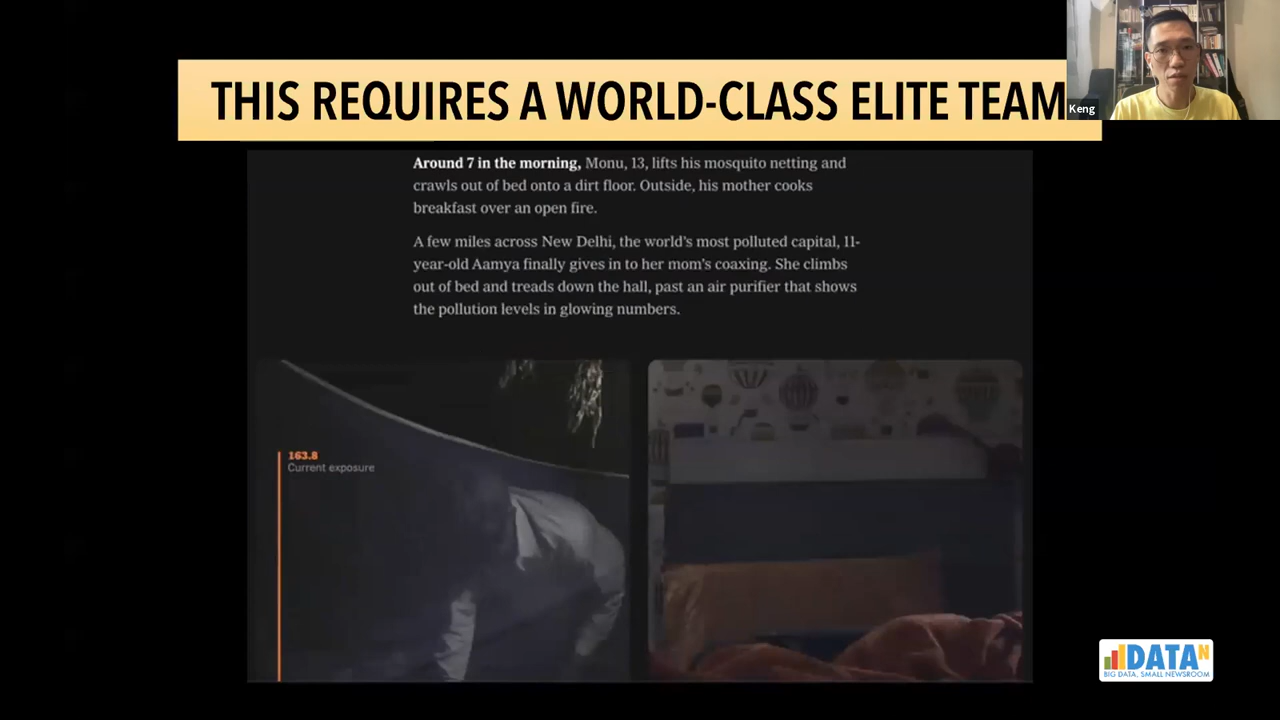 THIS REQUIRES A WORLD-CLASS ELITE TEAM
Keng
Around 7 in the morning, Monu, 13, lifts his mosquito netting and
crawls out of bed onto a dirt floor. Outside, his mother cooks
breakfast over an open fire.
A few miles across New Delhi, the world's most polluted capital, 11-
year-old Aamya finally gives in to her mom's coaxing. She climbs
out of bed and treads down the hall, past an air purifier that shows
the pollution levels in glowing numbers.
163.8
Current exposure
DATA N
BIG DATA, SMALL NEWSROOM